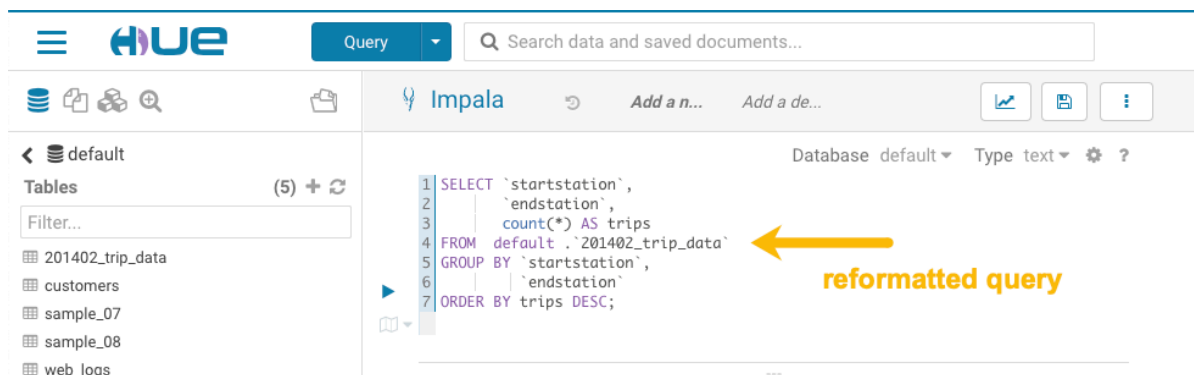 HUE
Query
Search data and saved documents...
Impala
Add a n...
Add a de...
default
Database default Type text ?
Tables (5)
Filter...
201402_trip_data
customers
sample_07
sample_08
web_logs
1 SELECT `startstation`,
2 `endstation`,
3 count(*) AS trips
4 FROM default .`201402_trip_data`
5 GROUP BY `startstation`,
6 `endstation`
7 ORDER BY trips DESC;
reformatted query